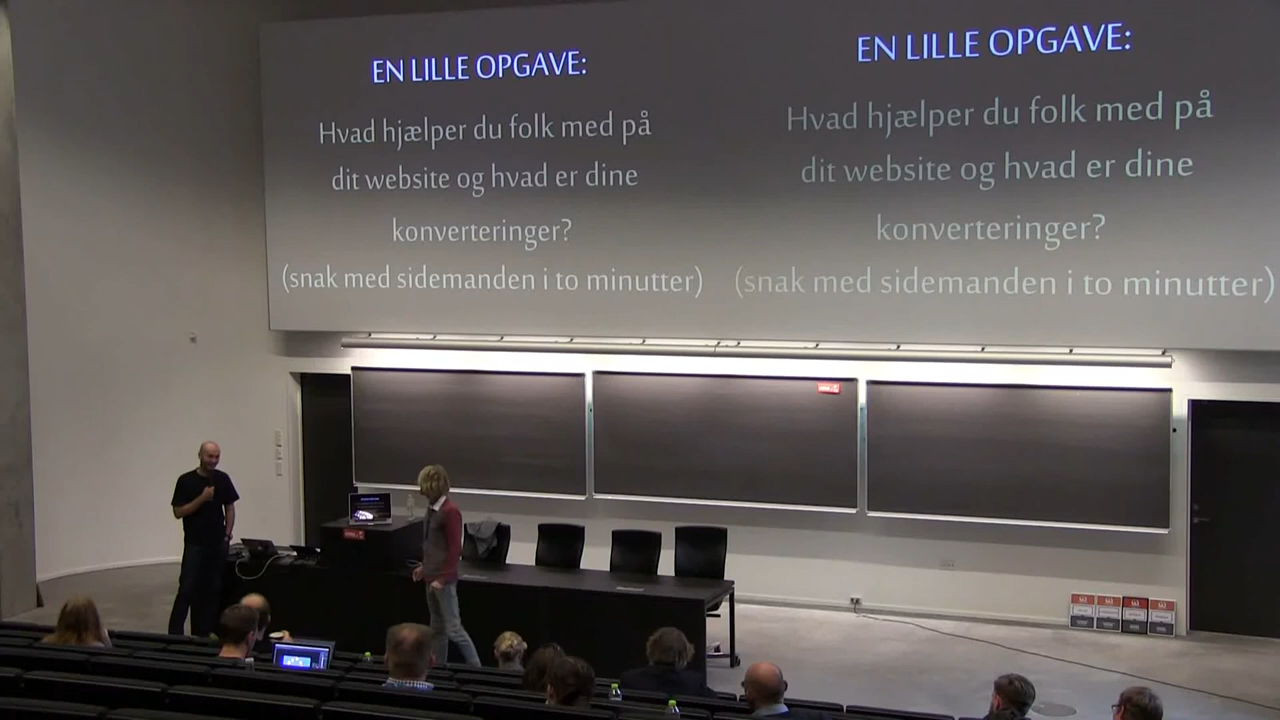 EN LILLE OPGAVE:
Hvad hjælper du folk med på
dit website og hvad er dine
konverteringer?
(snak med sidemanden i to minutter)
EN LILLE OPGAVE:
Hvad hjælper du folk med på
dit website og hvad er dine
konverteringer?
(snak med sidemanden i to minutter)